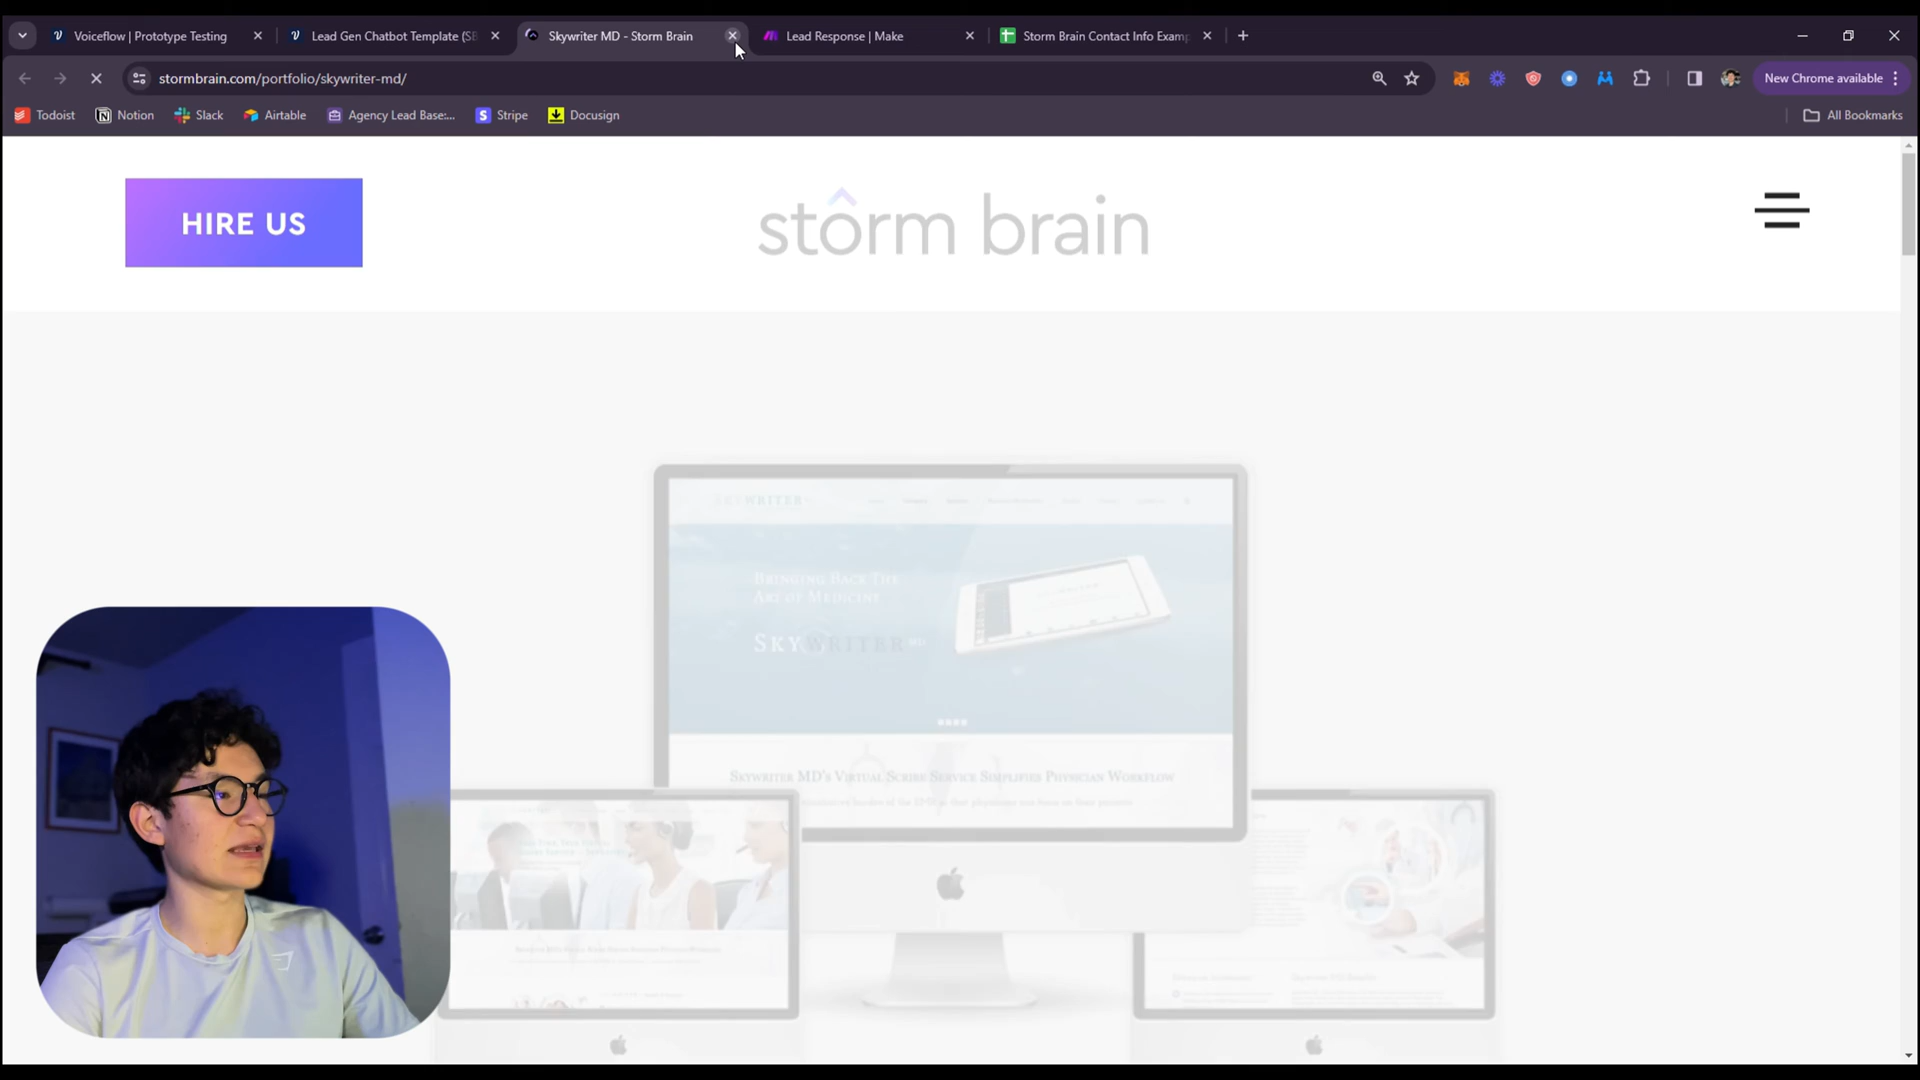 Voiceflow | Prototype Testing
Lead Gen Chatbot Template (SB
Skywriter MD - Storm Brain
Lead Response | Make
Storm Brain Contact Info Examp
stormbrain.com/portfolio/skywriter-md/
New Chrome available
Todoist
Notion
Slack
Airtable
Agency Lead Base:...
Stripe
Docusign
All Bookmarks
HIRE US
storm brain
SKYWRITER
BRINGING BACK THE
ART OF MEDICINE
SKYWRITER MD
SKYWRITER MD'S VIRTUAL SCRIBE SERVICE SIMPLIFIES PHYSICIAN WORKFLOW